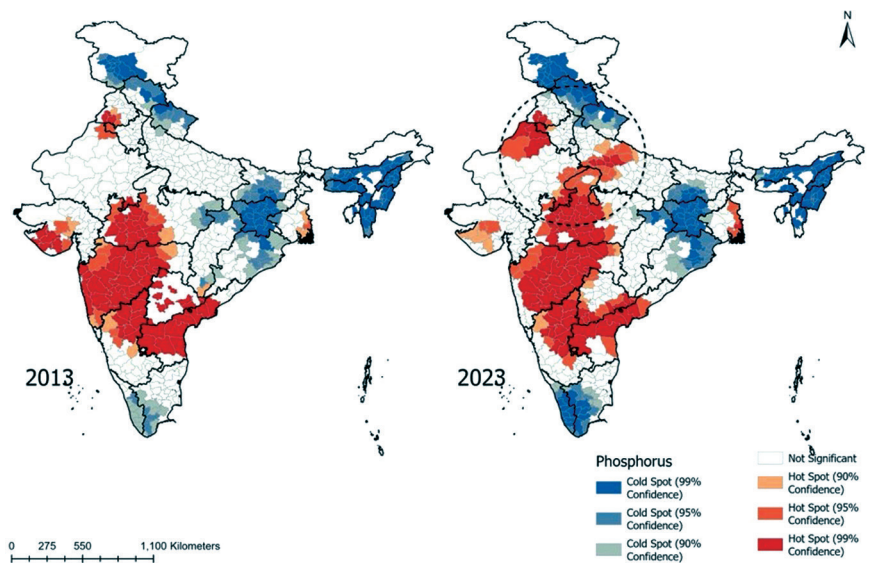 N
2013
2023
Phosphorus
Cold Spot (99%
Confidence)
Cold Spot (95%
Confidence)
Cold Spot (90%
Confidence)
Not Significant
Hot Spot (90%
Confidence)
Hot Spot (95%
Confidence)
Hot Spot (99%
Confidence)
0 275 550 1,100 Kilometers